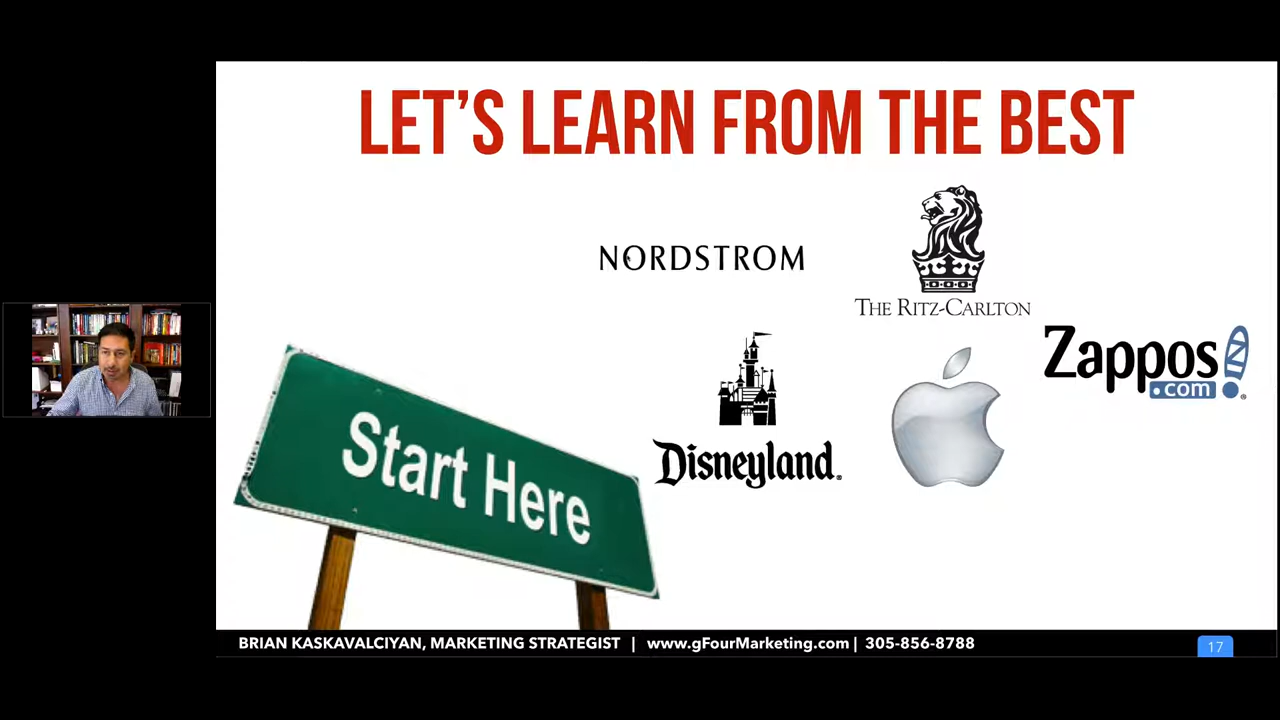 LET'S LEARN FROM THE BEST
NORDSTROM
THE RITZ-CARLTON
Zappos
.com
Disneyland
Start Here
BRIAN KASKAVALCIYAN, MARKETING STRATEGIST | www.gFourMarketing.com | 305-856-8788
17